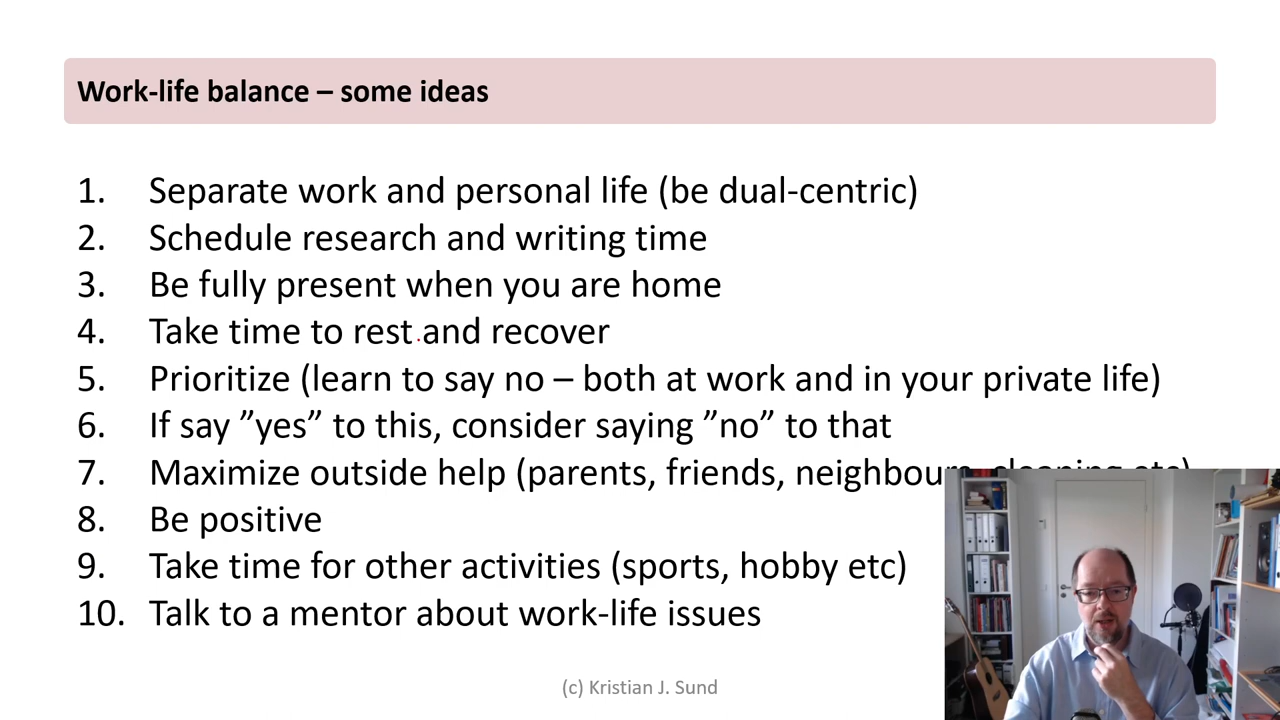 Work-life balance – some ideas
1. Separate work and personal life (be dual-centric)
2. Schedule research and writing time
3. Be fully present when you are home
4. Take time to rest and recover
5. Prioritize (learn to say no – both at work and in your private life)
6. If say ”yes” to this, consider saying ”no” to that
7. Maximize outside help (parents, friends, neighbours, cleaning etc)
8. Be positive
9. Take time for other activities (sports, hobby etc)
10. Talk to a mentor about work-life issues
(c) Kristian J. Sund